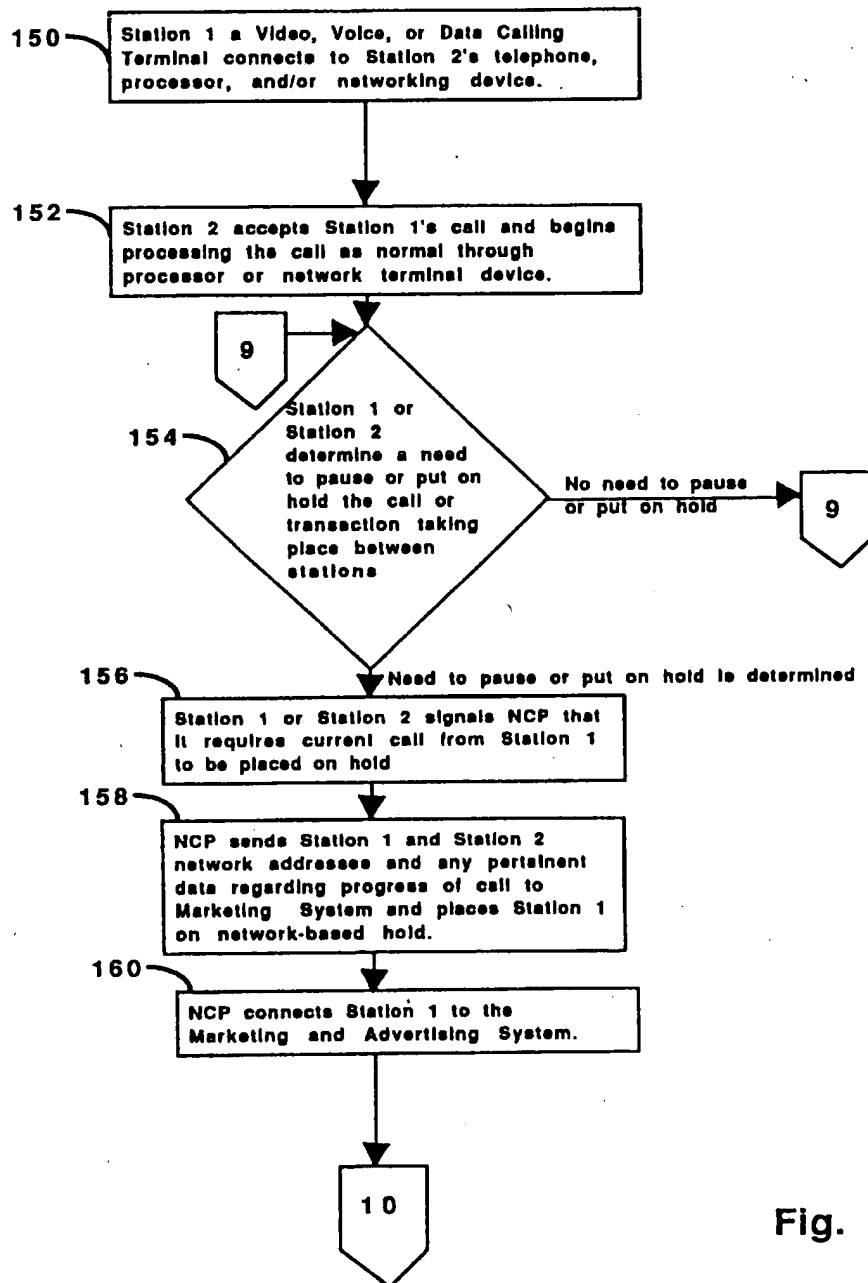 150
Station 1 a Video, Voice, or Data Calling
Terminal connects to Station 2's telephone,
processor, and/or networking device.
152
Station 2 accepts Station 1's call and begins
processing the call as normal through
processor or network terminal device.
9
154
Station 1 or
Station 2
determine a need
to pause or put on
hold the call or
transaction taking
place between
stations
No need to pause
or put on hold
9
Need to pause or put on hold is determined
156
Station 1 or Station 2 signals NCP that
it requires current call from Station 1
to be placed on hold
158
NCP sends Station 1 and Station 2
network addresses and any pertainent
data regarding progress of call to
Marketing System and places Station 1
on network-based hold.
160
NCP connects Station 1 to the
Marketing and Advertising System.
10
Fig.